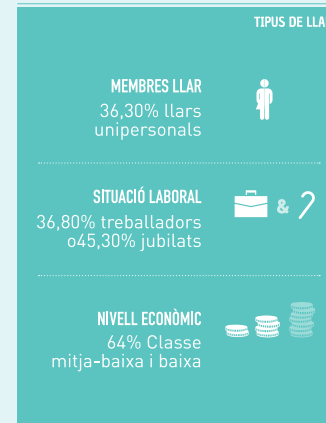 TIPUS DE LLA
MEMBRES LLAR
36,30% llars
unipersonals
SITUACIÓ LABORAL
&
36,80% treballadors
o45,30% jubilats
NIVELL ECONÒMIC
64% Classe
mitja-baixa i baixa